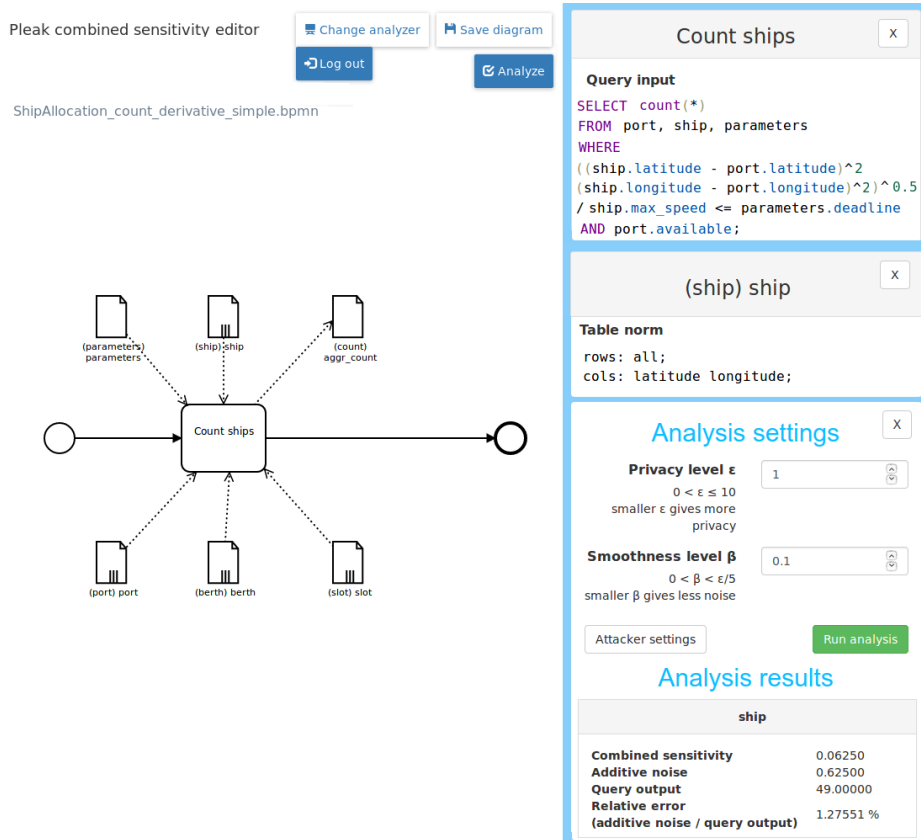 Pleak combined sensitivity editor
Change analyzer
Save diagram
Log out
Analyze
ShipAllocation_count_derivative_simple.bpmn
(parameters)
parameters
(ship) ship
(count)
aggr_count
Count ships
(port) port
(berth) berth
(slot) slot
Count ships
X
Query input
SELECT count(*)
FROM port, ship, parameters
WHERE
((ship.latitude - port.latitude)^2
(ship.longitude - port.longitude)^2)^0.5
/ ship.max_speed <= parameters.deadline
AND port.available;
(ship) ship
X
Table norm
rows: all;
cols: latitude longitude;
Analysis settings
X
Privacy level ε
1
0 < ε ≤ 10
smaller ε gives more
privacy
Smoothness level β
0.1
0 < β < ε/5
smaller β gives less noise
Attacker settings
Run analysis
Analysis results
ship
Combined sensitivity 0.06250
Additive noise 0.62500
Query output 49.00000
Relative error
(additive noise / query output) 1.27551 %